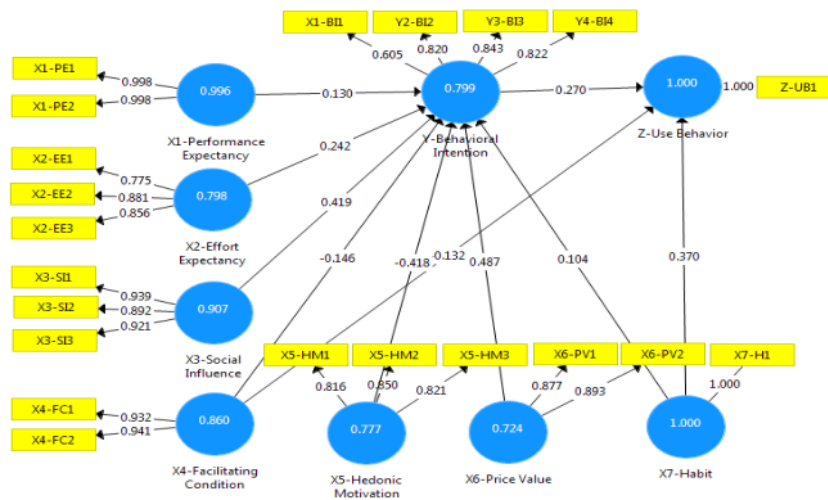 X1-BI1
Y2-BI2
Y3-BI3
Y4-BI4
0.605
0.820
0.843
0.822
X1-PE1
X1-PE2
0.998
0.998
0.996
X1-Performance
Expectancy
0.130
0.799
Y-Behavioral
Intention
0.270
1.000
Z-Use Behavior
1.000
Z-UB1
X2-EE1
X2-EE2
X2-EE3
0.775
0.881
0.856
0.798
X2-Effort
Expectancy
0.242
0.419
X3-SI1
X3-SI2
X3-SI3
0.939
0.892
0.921
0.907
X3-Social
Influence
-0.146
-0.418
-0.132
0.487
0.104
0.370
X4-FC1
X4-FC2
0.932
0.941
0.860
X4-Facilitating
Condition
X5-HM1
X5-HM2
X5-HM3
0.816
0.850
0.821
0.777
X5-Hedonic
Motivation
X6-PV1
X6-PV2
0.877
0.893
0.724
X6-Price Value
X7-H1
1.000
1.000
X7-Habit